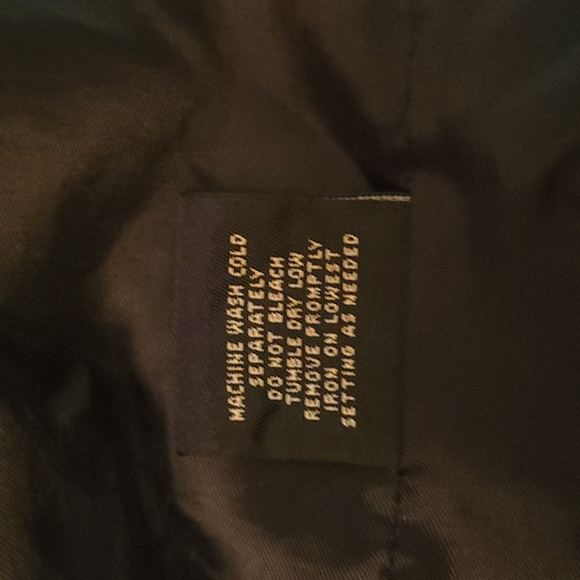 MACHINE WASH COLD
SEPARATELY
DO NOT BLEACH
TUMBLE DRY LOW
REMOVE PROMPTLY
IRON ON LOWEST
SETTING AS NEEDED